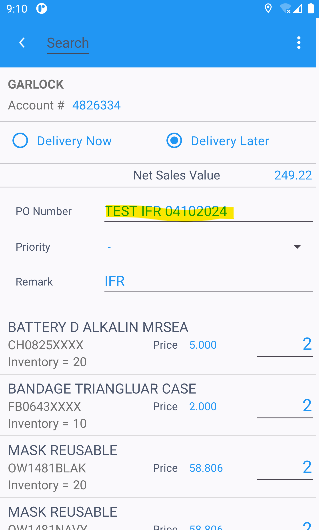 9:10
Search
GARLOCK
Account # 4826334
Delivery Now Delivery Later
Net Sales Value 249.22
PO Number TEST IFR 04102024
Priority -
Remark IFR
BATTERY D ALKALIN MRSEA
CH0825XXXX Price 5.000 2
Inventory = 20
BANDAGE TRIANGLUAR CASE
FB0643XXXX Price 2.000 2
Inventory = 10
MASK REUSABLE
OW1481BLAK Price 58.806 2
Inventory = 20
MASK REUSABLE
OW1481NAVY Price 58.806 2